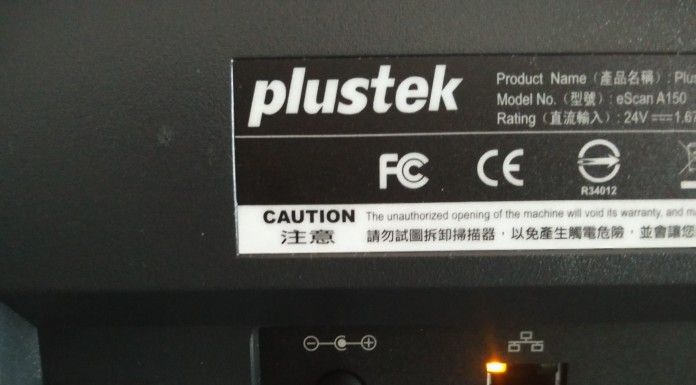 plustek
Product Name (產品名稱) : Plus
Model No. (型號) : eScan A150
Rating (直流輸入) : 24V 1.67
FC CE
R34012
CAUTION The unauthorized opening of the machine will void its warranty, and
注意 請勿試圖拆卸掃描器，以免產生觸電危險，並會讓您